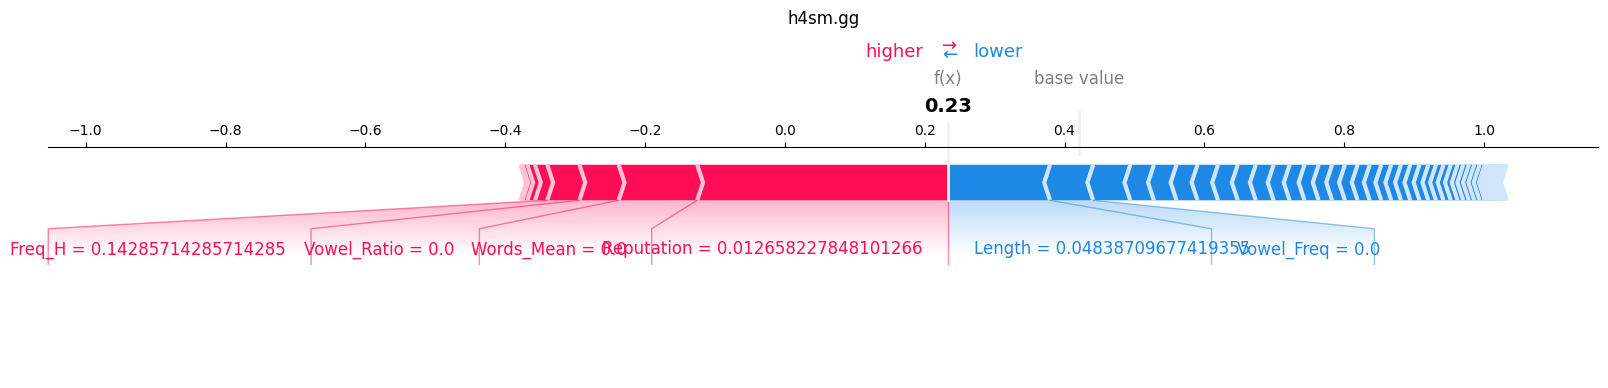 h4sm.gg
higher ⇄ lower
f(x) base value
0.23
−1.0 −0.8 −0.6 −0.4 −0.2 0.0 0.2 0.4 0.6 0.8 1.0
Freq_H = 0.14285714285714285 Vowel_Ratio = 0.0 Words_Mean = 0.0 Reputation = 0.012658227848101266 Length = 0.04838709677419355 Vowel_Freq = 0.0